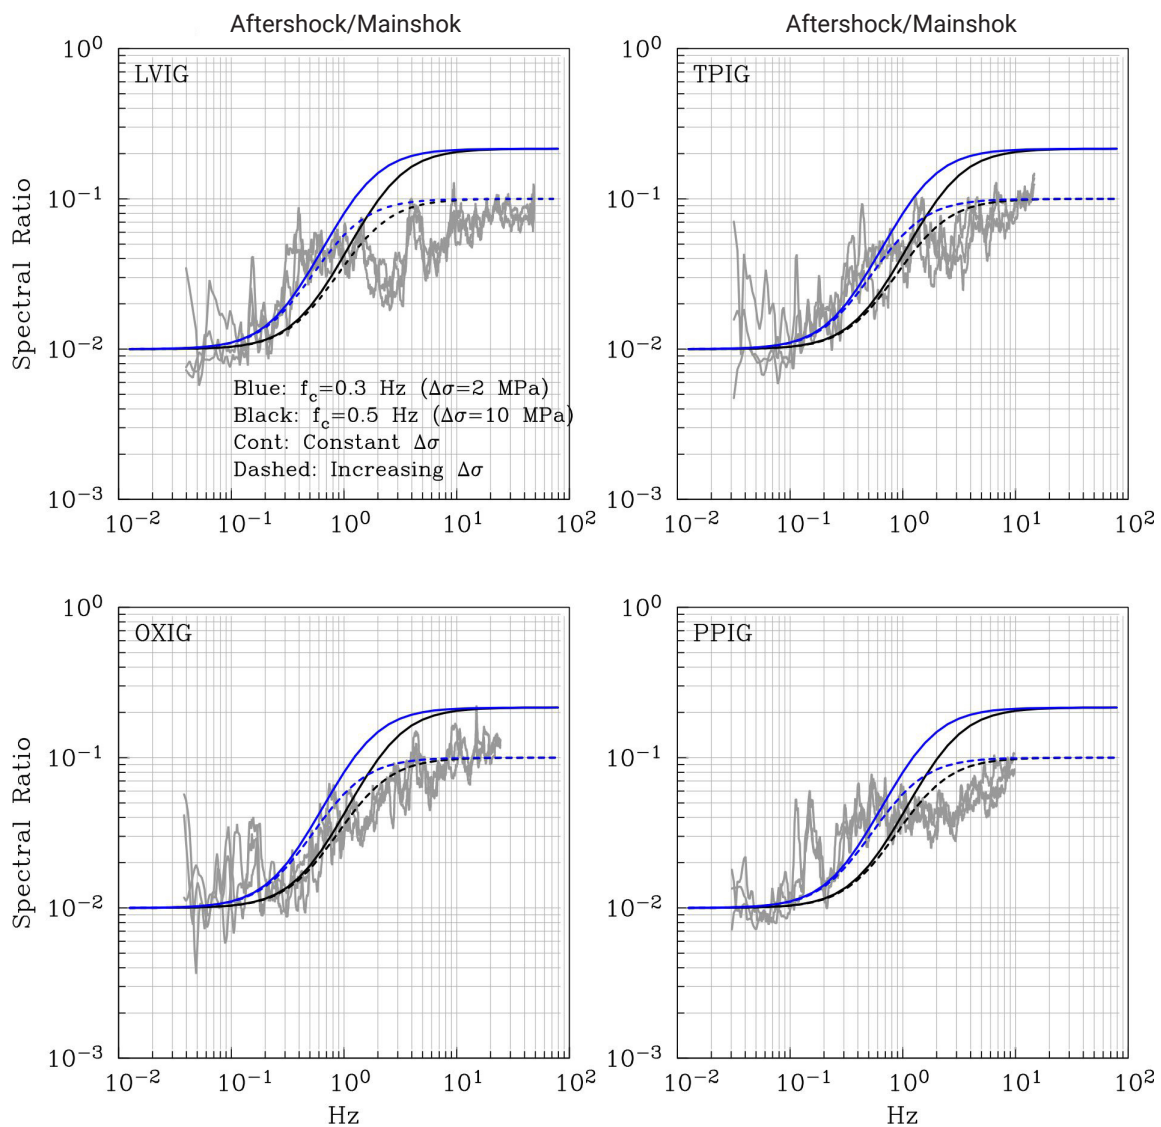 Aftershock/Mainshok
Aftershock/Mainshok
10^0
LVIG
10^-1
10^-2
10^-3
Spectral Ratio
Blue: f_c=0.3 Hz (Δσ=2 MPa)
Black: f_c=0.5 Hz (Δσ=10 MPa)
Cont: Constant Δσ
Dashed: Increasing Δσ
10^-2 10^-1 10^0 10^1 10^2
10^0
TPIG
10^-1
10^-2
10^-3
10^-2 10^-1 10^0 10^1 10^2
10^0
OXIG
10^-1
10^-2
10^-3
Spectral Ratio
10^-2 10^-1 10^0 10^1 10^2
Hz
10^0
PPIG
10^-1
10^-2
10^-3
10^-2 10^-1 10^0 10^1 10^2
Hz